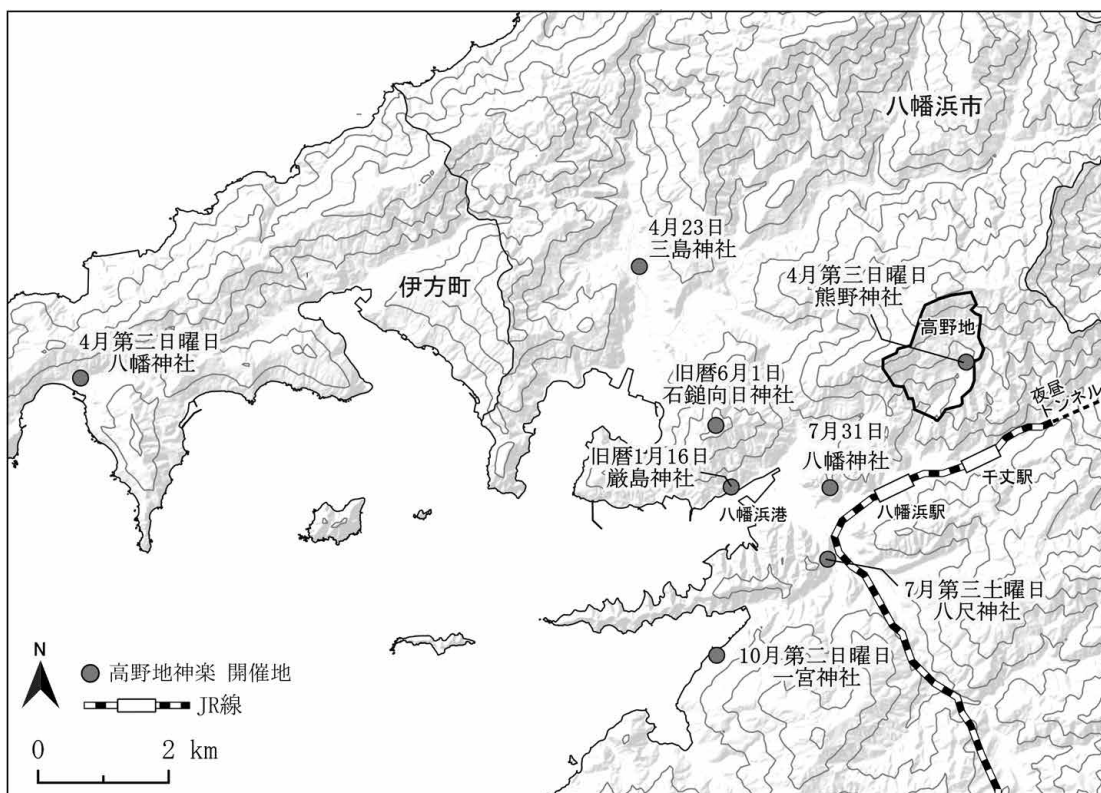 八幡浜市
4月23日
三島神社
4月第三日曜日
熊野神社
伊方町
高野地
4月第二日曜日
八幡神社
旧暦6月1日
石鎚向日神社
夜昼
トンネル
7月31日
八幡神社
旧暦1月16日
厳島神社
千丈駅
八幡浜港
八幡浜駅
7月第三土曜日
八尺神社
10月第二日曜日
一宮神社
N
高野地神楽 開催地
JR線
0 2 km